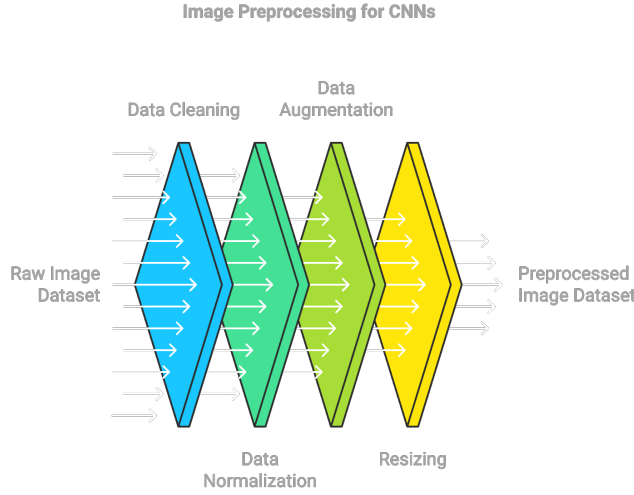 Image Preprocessing for CNNs
Data
Augmentation
Data Cleaning
Raw Image
Dataset
Preprocessed
Image Dataset
Data
Normalization
Resizing